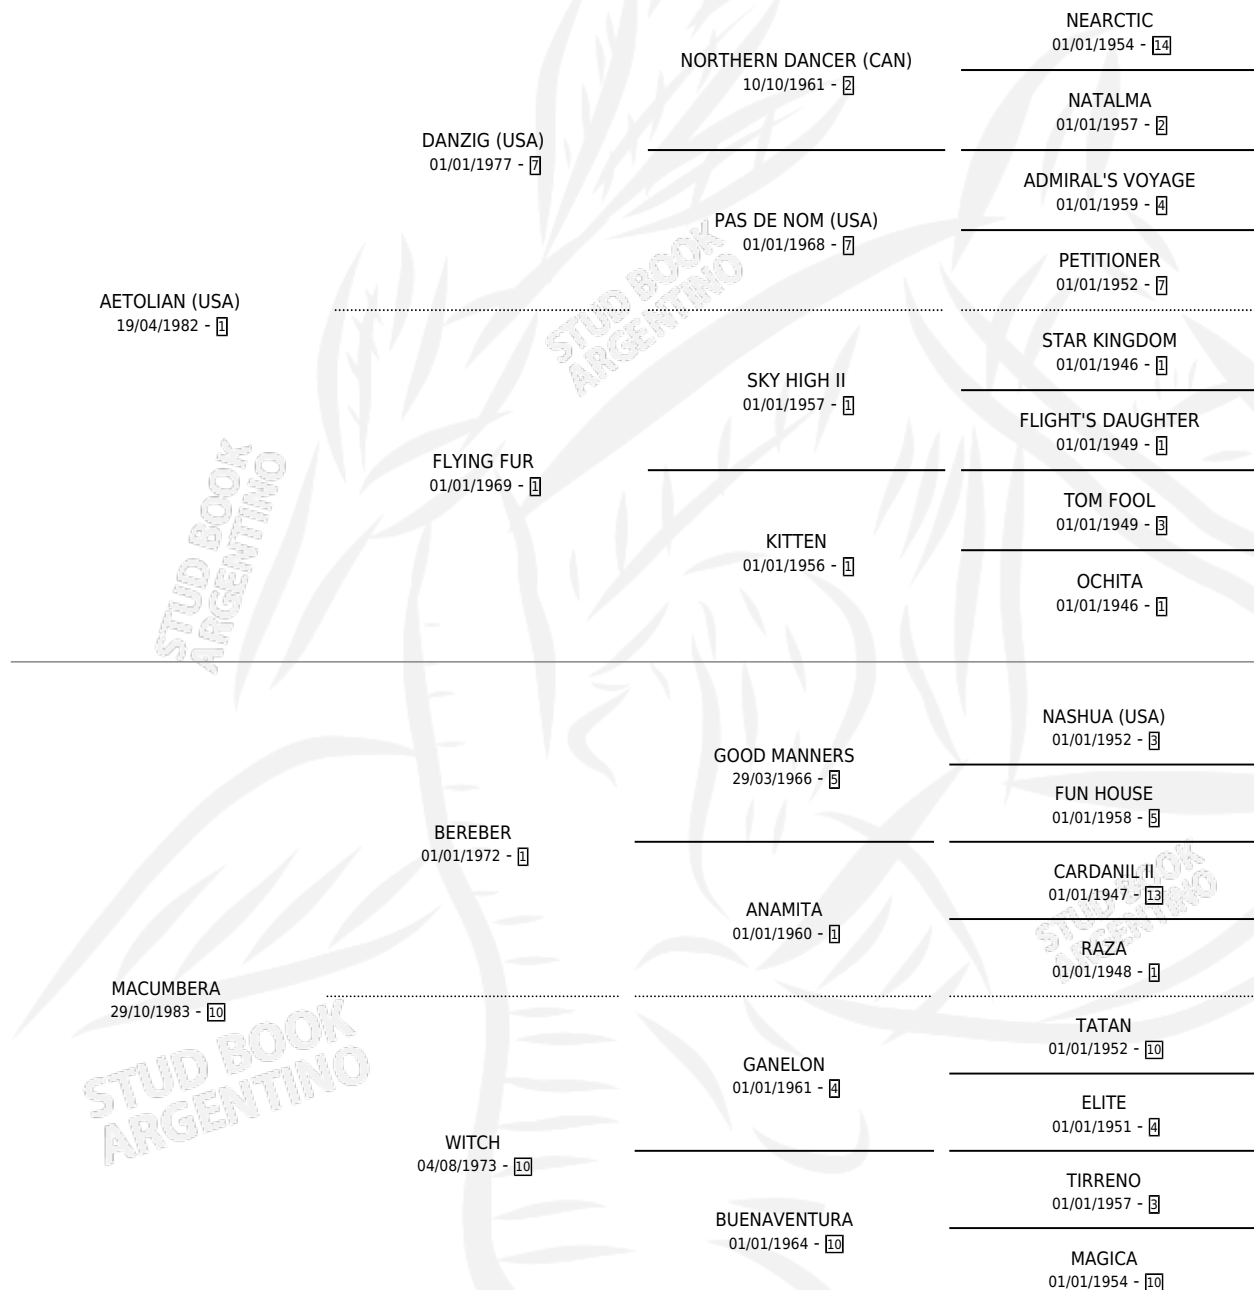 NEARCTIC
01/01/1954 - 14
NORTHERN DANCER (CAN)
10/10/1961 - 2
NATALMA
01/01/1957 - 2
DANZIG (USA)
01/01/1977 - 7
ADMIRAL'S VOYAGE
01/01/1959 - 4
PAS DE NOM (USA)
01/01/1968 - 7
PETITIONER
01/01/1952 - 7
STUD BOOK
ARGENTINO
AETOLIAN (USA)
19/04/1982 - 1
STAR KINGDOM
01/01/1946 - 1
SKY HIGH II
01/01/1957 - 1
FLIGHT'S DAUGHTER
01/01/1949 - 1
FLYING FUR
01/01/1969 - 1
TOM FOOL
01/01/1949 - 3
KITTEN
01/01/1956 - 1
OCHITA
01/01/1946 - 1
STUD BOOK
ARGENTINO
NASHUA (USA)
01/01/1952 - 3
GOOD MANNERS
29/03/1966 - 5
FUN HOUSE
01/01/1958 - 5
BEREBER
01/01/1972 - 1
CARDANIL II
01/01/1947 - 13
ANAMITA
01/01/1960 - 1
RAZA
01/01/1948 - 1
STUD BOOK
ARGENTINO
MACUMBERA
29/10/1983 - 10
TATAN
01/01/1952 - 10
GANELON
01/01/1961 - 4
ELITE
01/01/1951 - 4
STUD BOOK
ARGENTINO
WITCH
04/08/1973 - 10
TIRRENO
01/01/1957 - 3
BUENAVENTURA
01/01/1964 - 10
MAGICA
01/01/1954 - 10